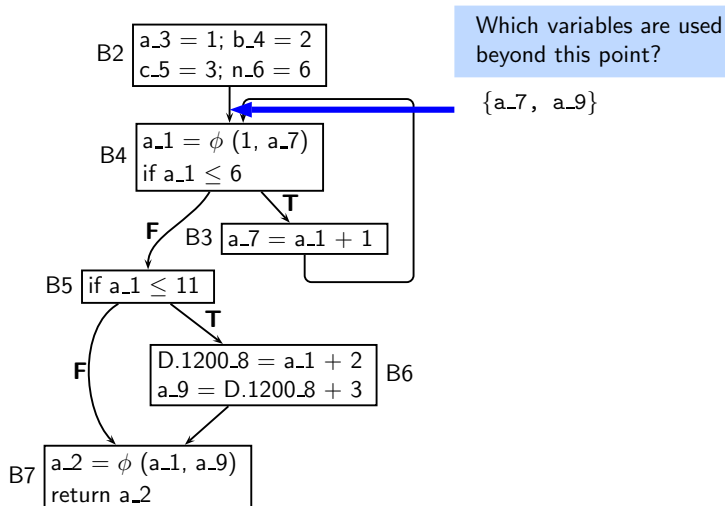 Which variables are used
beyond this point?
{a_7, a_9}
B2
a_3 = 1; b_4 = 2
c_5 = 3; n_6 = 6
B4
a_1 = ϕ (1, a_7)
if a_1 ≤ 6
F
T
B3
a_7 = a_1 + 1
B5
if a_1 ≤ 11
F
T
D.1200_8 = a_1 + 2
a_9 = D.1200_8 + 3
B6
B7
a_2 = ϕ (a_1, a_9)
return a_2